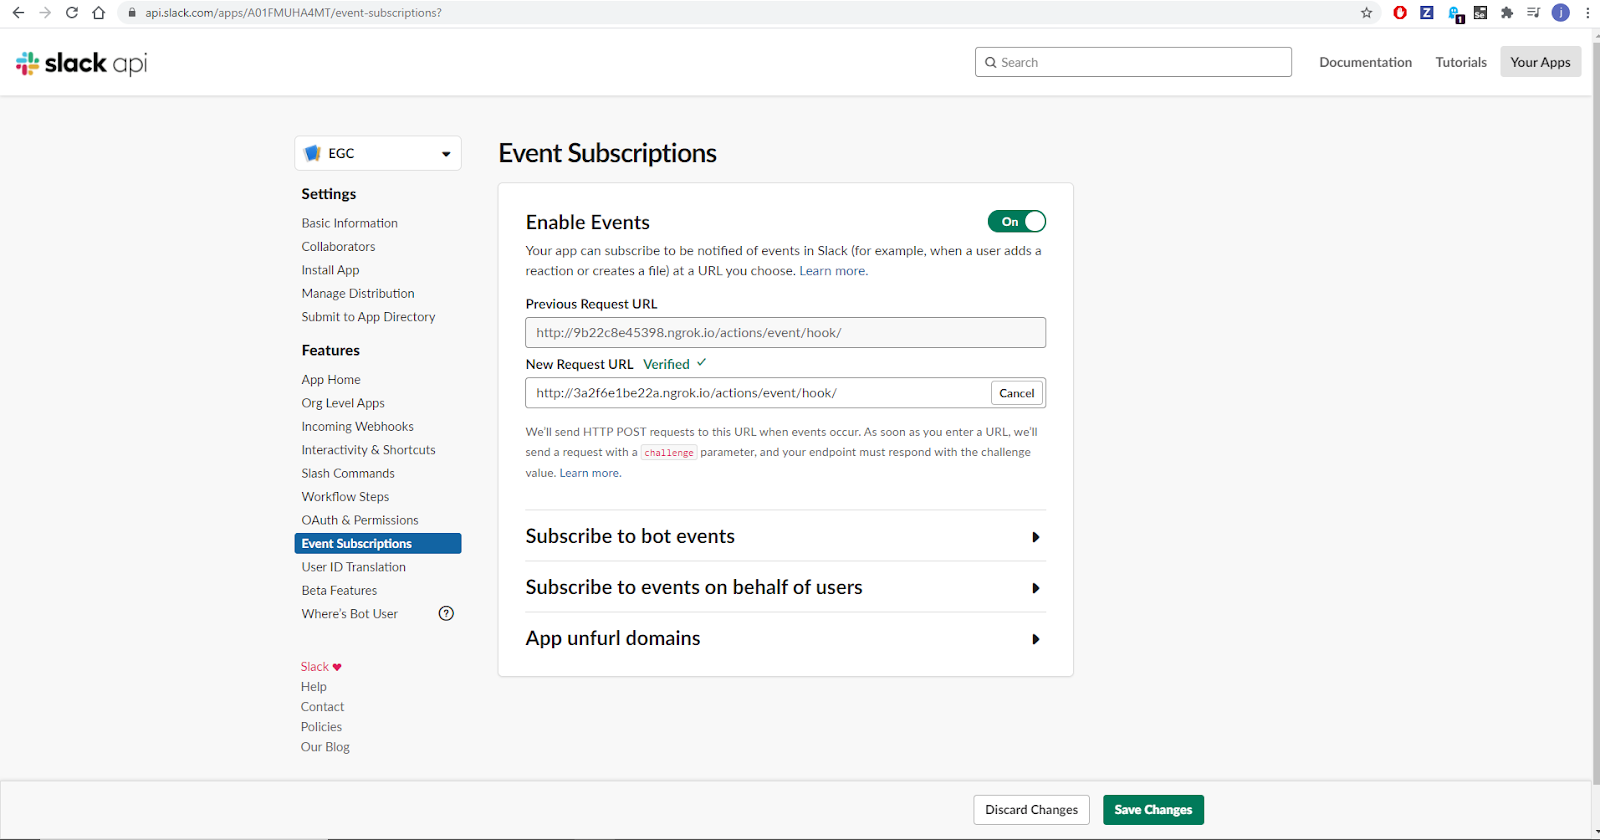 api.slack.com/apps/A01FMUHA4MT/event-subscriptions?
1
j
slack api
Search
Documentation
Tutorials
Your Apps
EGC
Settings
Basic Information
Collaborators
Install App
Manage Distribution
Submit to App Directory
Features
App Home
Org Level Apps
Incoming Webhooks
Interactivity & Shortcuts
Slash Commands
Workflow Steps
OAuth & Permissions
Event Subscriptions
User ID Translation
Beta Features
Where's Bot User
?
Slack ♥
Help
Contact
Policies
Our Blog
Event Subscriptions
Enable Events
On
Your app can subscribe to be notified of events in Slack (for example, when a user adds a
reaction or creates a file) at a URL you choose. Learn more.
Previous Request URL
http://9b22c8e45398.ngrok.io/actions/event/hook/
New Request URL Verified ✓
http://3a2f6e1be22a.ngrok.io/actions/event/hook/
Cancel
We'll send HTTP POST requests to this URL when events occur. As soon as you enter a URL, we'll
send a request with a challenge parameter, and your endpoint must respond with the challenge
value. Learn more.
Subscribe to bot events
Subscribe to events on behalf of users
App unfurl domains
Discard Changes
Save Changes